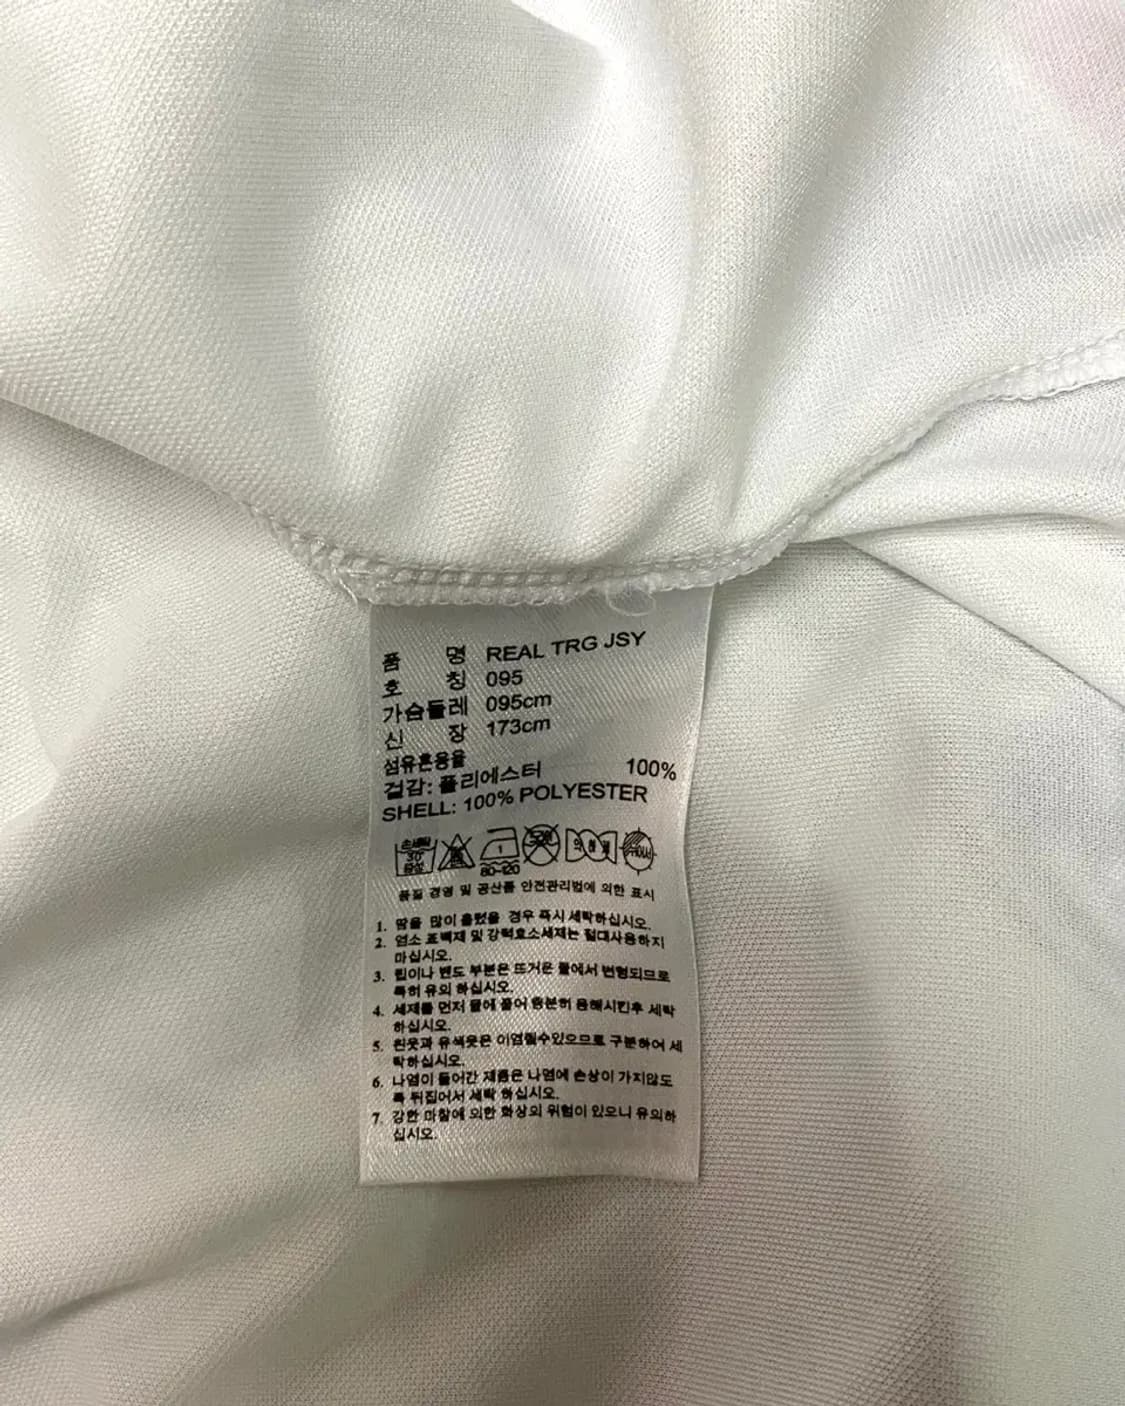 품 명 REAL TRG JSY
호 칭 095
가슴둘레 095cm
신 장 173cm
섬유혼용율
겉감: 폴리에스터 100%
SHELL: 100% POLYESTER
손세탁 30 중성
1
80~120
품질 경영 및 공산품 안전관리법에 의한 표시
1. 땀을 많이 흘렸을 경우 즉시 세탁하십시오.
2. 염소 표백제 및 강력효소세제는 절대사용하지
마십시오.
3. 립이나 밴드 부분은 뜨거운 물에서 변형되므로
특히 유의 하십시오.
4. 세제를 먼저 물에 풀어 충분히 용해시킨후 세탁
하십시오.
5. 흰옷과 유색옷은 이염될수있으므로 구분하여 세
탁하십시오.
6. 나염이 들어간 제품은 나염에 손상이 가지않도
록 뒤집어서 세탁 하십시오.
7. 강한 마찰에 의한 화상의 위험이 있으니 유의하
십시오.